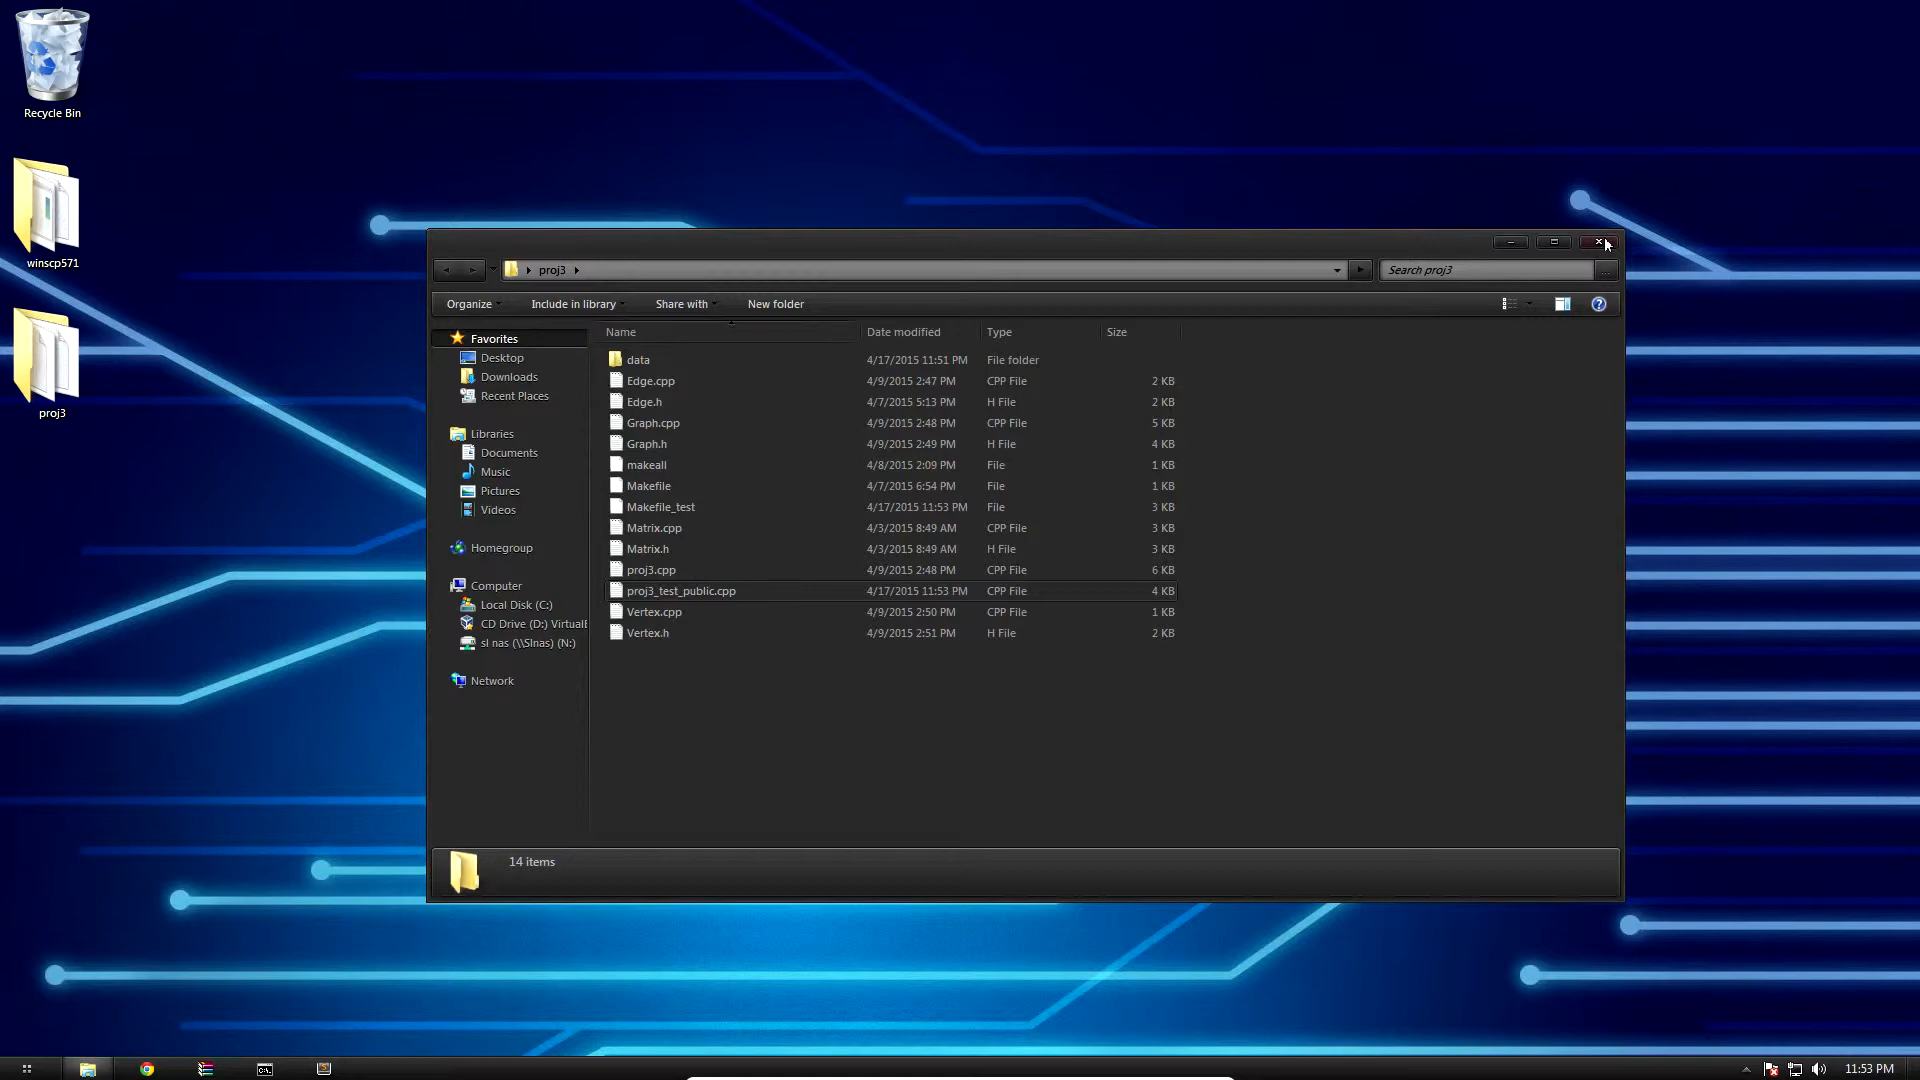 Recycle Bin
winscp571
proj3
proj3
Search proj3
Organize
Include in library
Share with
New folder
Name
Date modified
Type
Size
Favorites
Desktop
Downloads
Recent Places
Libraries
Documents
Music
Pictures
Videos
Homegroup
Computer
Local Disk (C:)
CD Drive (D:) Virtual
sl nas (\\Slnas) (N:)
Network
data 4/17/2015 11:51 PM File folder
Edge.cpp 4/9/2015 2:47 PM CPP File 2 KB
Edge.h 4/7/2015 5:13 PM H File 2 KB
Graph.cpp 4/9/2015 2:48 PM CPP File 5 KB
Graph.h 4/9/2015 2:49 PM H File 4 KB
makeall 4/8/2015 2:09 PM File 1 KB
Makefile 4/7/2015 6:54 PM File 1 KB
Makefile_test 4/17/2015 11:53 PM File 3 KB
Matrix.cpp 4/3/2015 8:49 AM CPP File 3 KB
Matrix.h 4/3/2015 8:49 AM H File 3 KB
proj3.cpp 4/9/2015 2:48 PM CPP File 6 KB
proj3_test_public.cpp 4/17/2015 11:53 PM CPP File 4 KB
Vertex.cpp 4/9/2015 2:50 PM CPP File 1 KB
Vertex.h 4/9/2015 2:51 PM H File 2 KB
14 items
11:53 PM